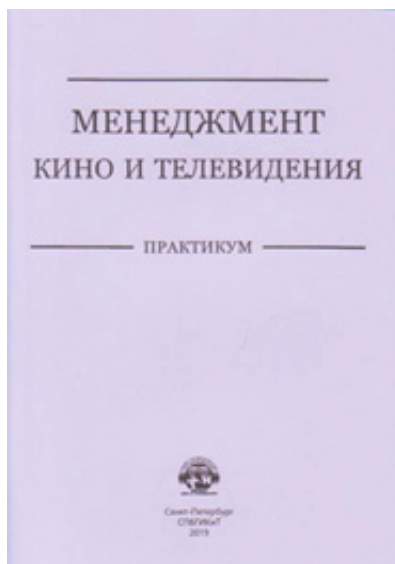 МЕНЕДЖМЕНТ
КИНО И ТЕЛЕВИДЕНИЯ
ПРАКТИКУМ
Санкт-Петербург
СПбГИКиТ
2019